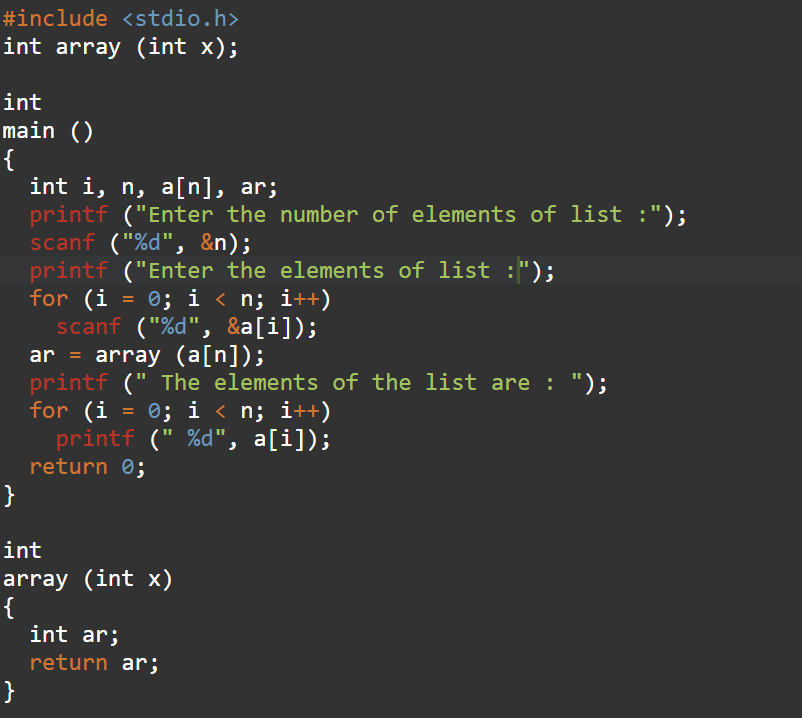 #include <stdio.h>
int array (int x);

int
main ()
{
  int i, n, a[n], ar;
  printf ("Enter the number of elements of list :");
  scanf ("%d", &n);
  printf ("Enter the elements of list :");
  for (i = 0; i < n; i++)
    scanf ("%d", &a[i]);
  ar = array (a[n]);
  printf (" The elements of the list are : ");
  for (i = 0; i < n; i++)
    printf (" %d", a[i]);
  return 0;
}

int
array (int x)
{
  int ar;
  return ar;
}